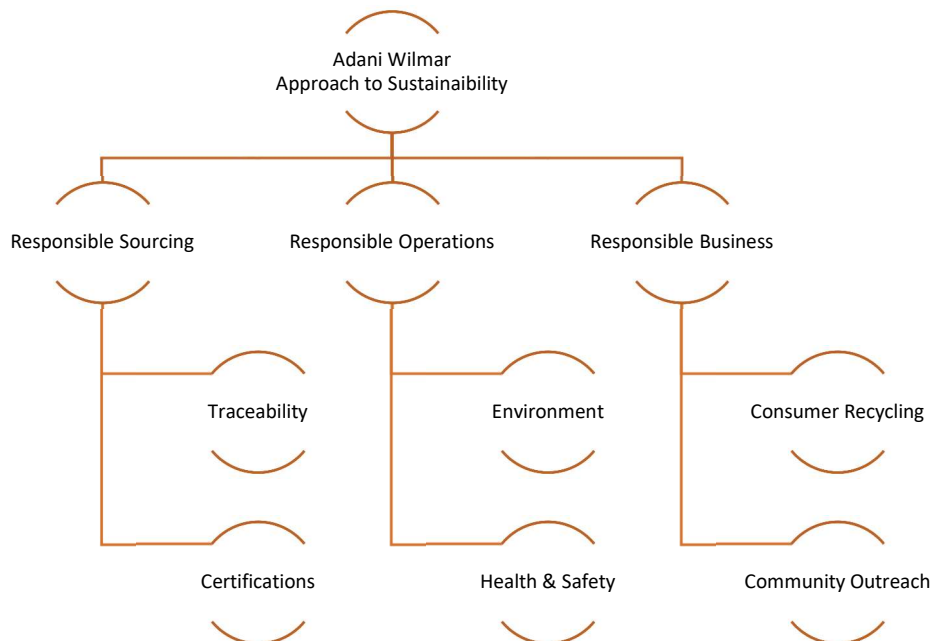 Adani Wilmar
Approach to Sustainaibility
Responsible Sourcing
Responsible Operations
Responsible Business
Traceability
Environment
Consumer Recycling
Certifications
Health & Safety
Community Outreach